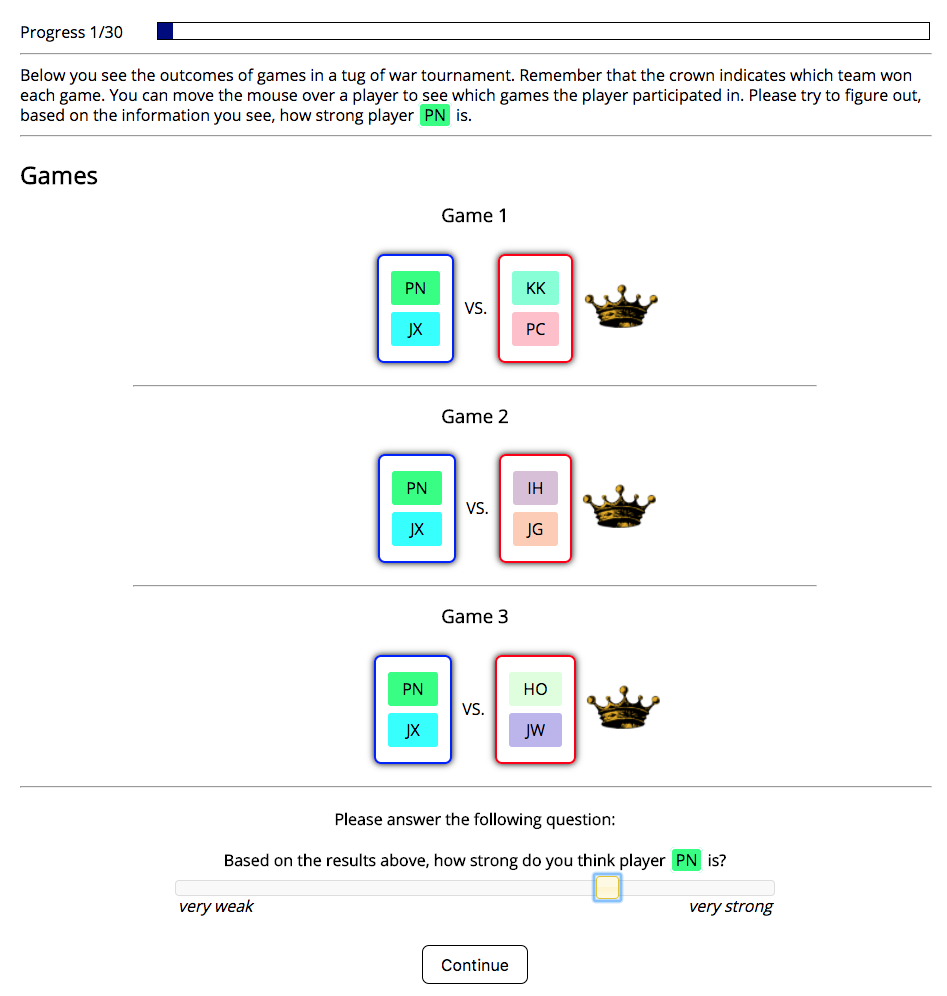 Progress 1/30
Below you see the outcomes of games in a tug of war tournament. Remember that the crown indicates which team won
each game. You can move the mouse over a player to see which games the player participated in. Please try to figure out,
based on the information you see, how strong player PN is.
Games
Game 1
PN
JX
VS.
KK
PC
Game 2
PN
JX
VS.
IH
JG
Game 3
PN
JX
VS.
HO
JW
Please answer the following question:
Based on the results above, how strong do you think player PN is?
very weak
very strong
Continue